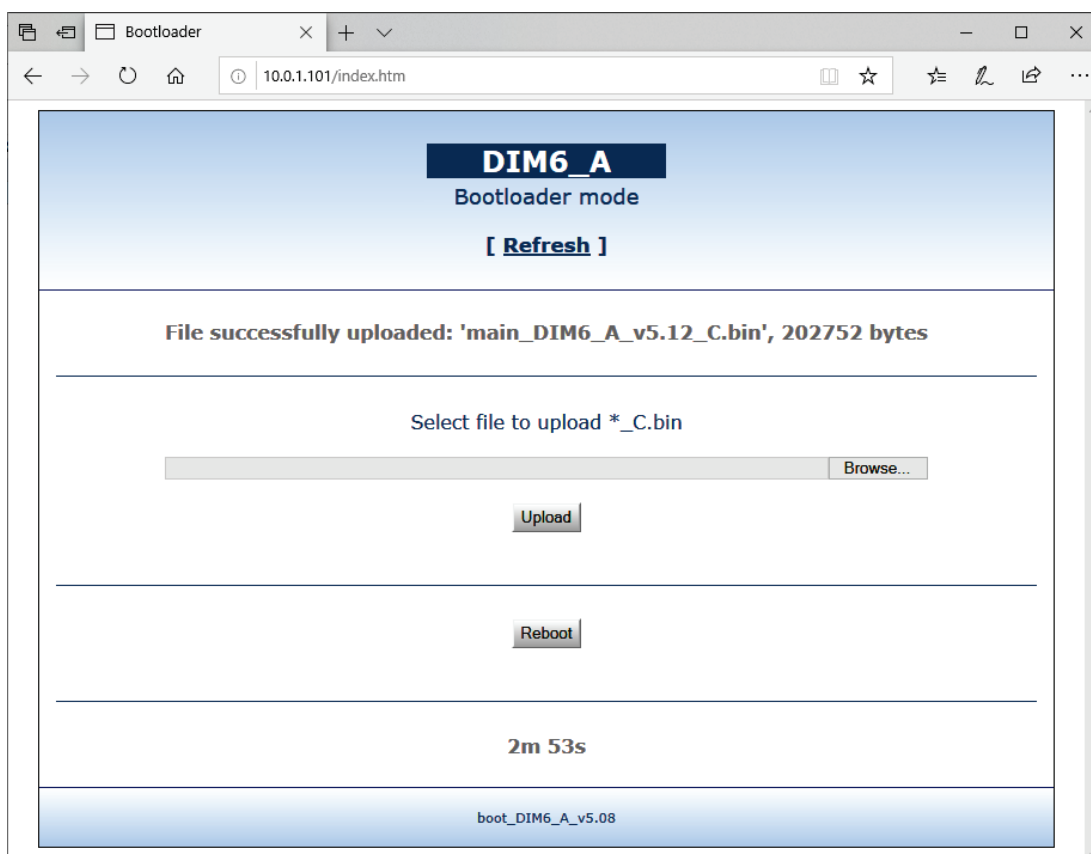 Bootloader
10.0.1.101/index.htm
DIM6_A
Bootloader mode
[ Refresh ]
File successfully uploaded: 'main_DIM6_A_v5.12_C.bin', 202752 bytes
Select file to upload *_C.bin
Browse...
Upload
Reboot
2m 53s
boot_DIM6_A_v5.08